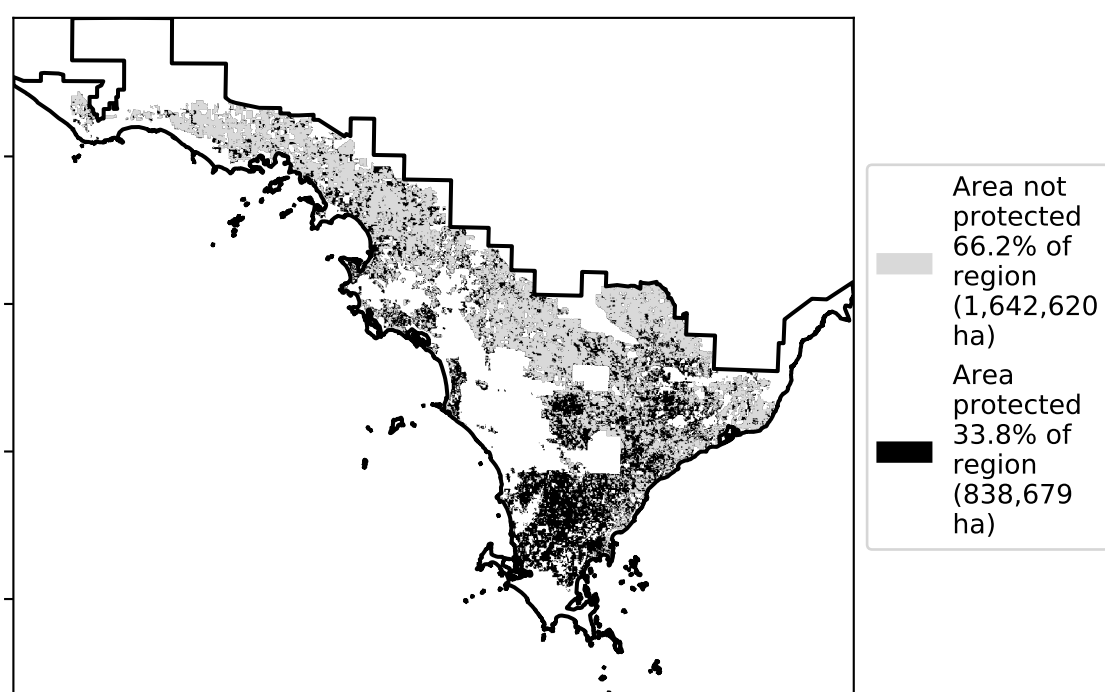 Area not
protected
66.2% of
region
(1,642,620
ha)
Area
protected
33.8% of
region
(838,679
ha)